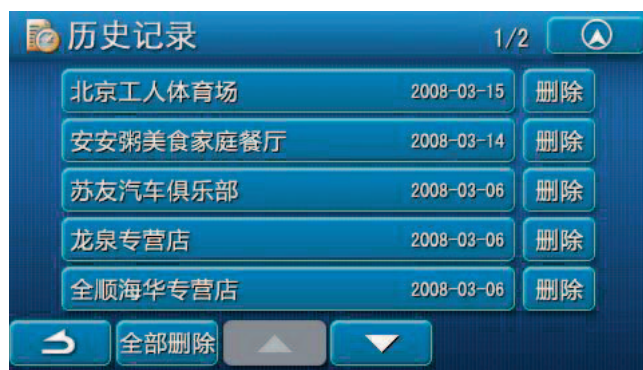 历史记录 1/2
北京工人体育场 2008-03-15 删除
安安粥美食家庭餐厅 2008-03-14 删除
苏友汽车俱乐部 2008-03-06 删除
龙泉专营店 2008-03-06 删除
全顺海华专营店 2008-03-06 删除
全部删除